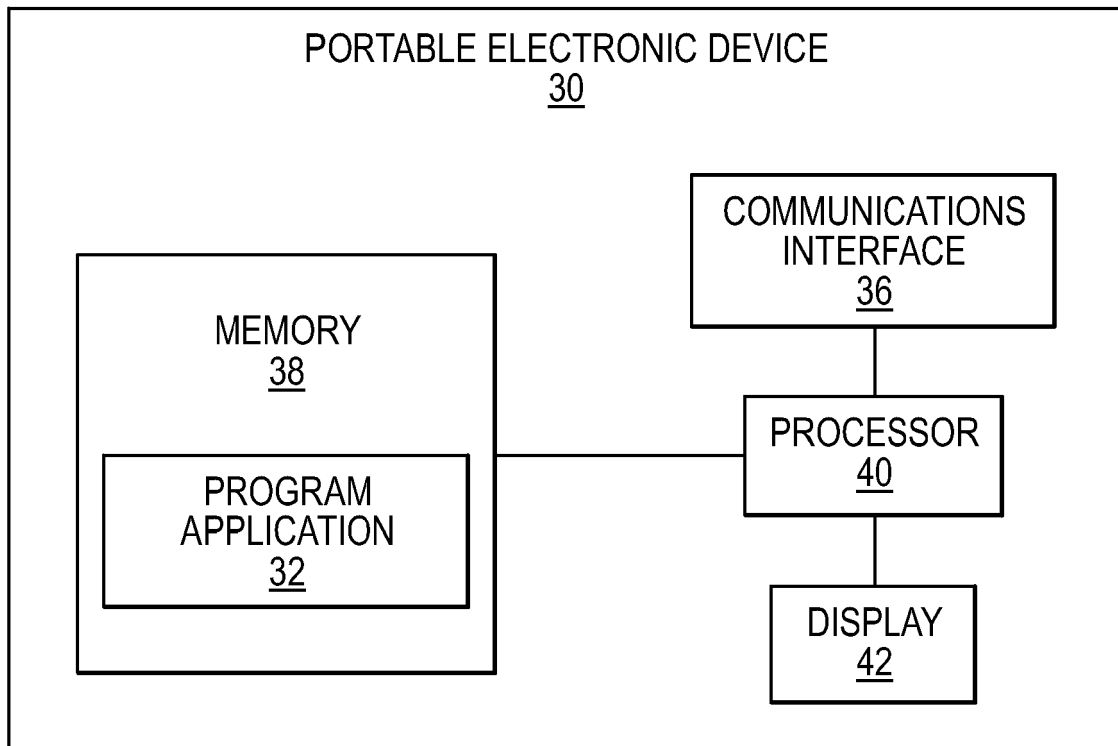 PORTABLE ELECTRONIC DEVICE
30
COMMUNICATIONS
INTERFACE
36
MEMORY
38
PROCESSOR
40
PROGRAM
APPLICATION
32
DISPLAY
42